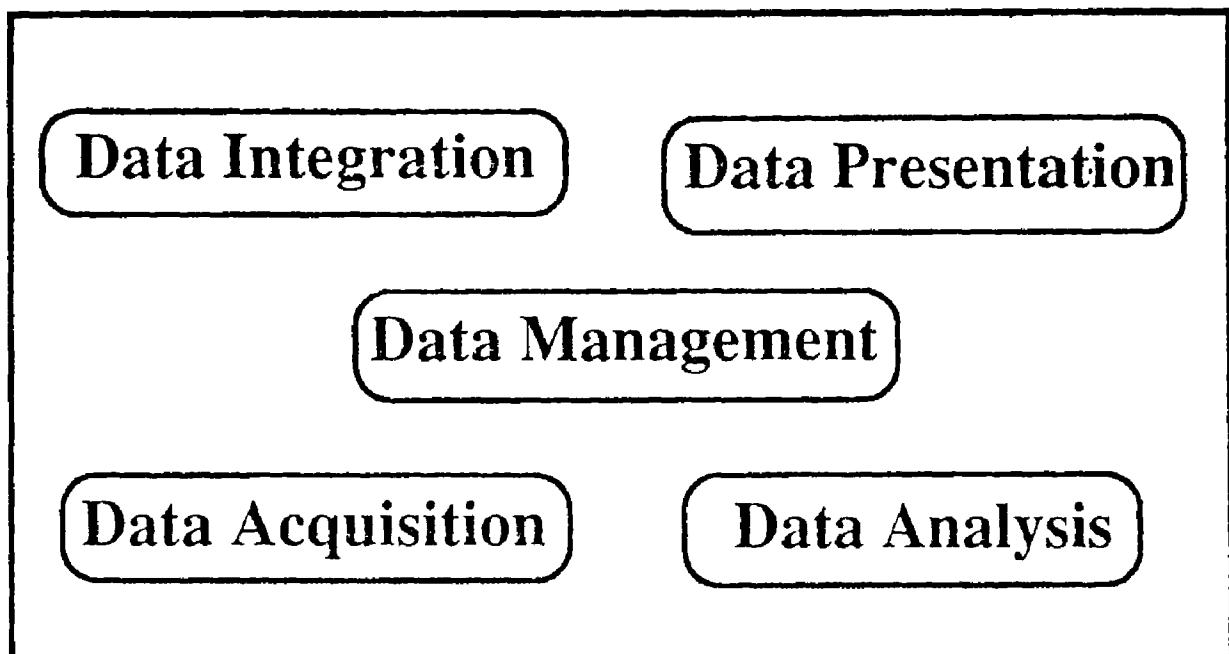 Data Integration
Data Presentation
Data Management
Data Acquisition
Data Analysis